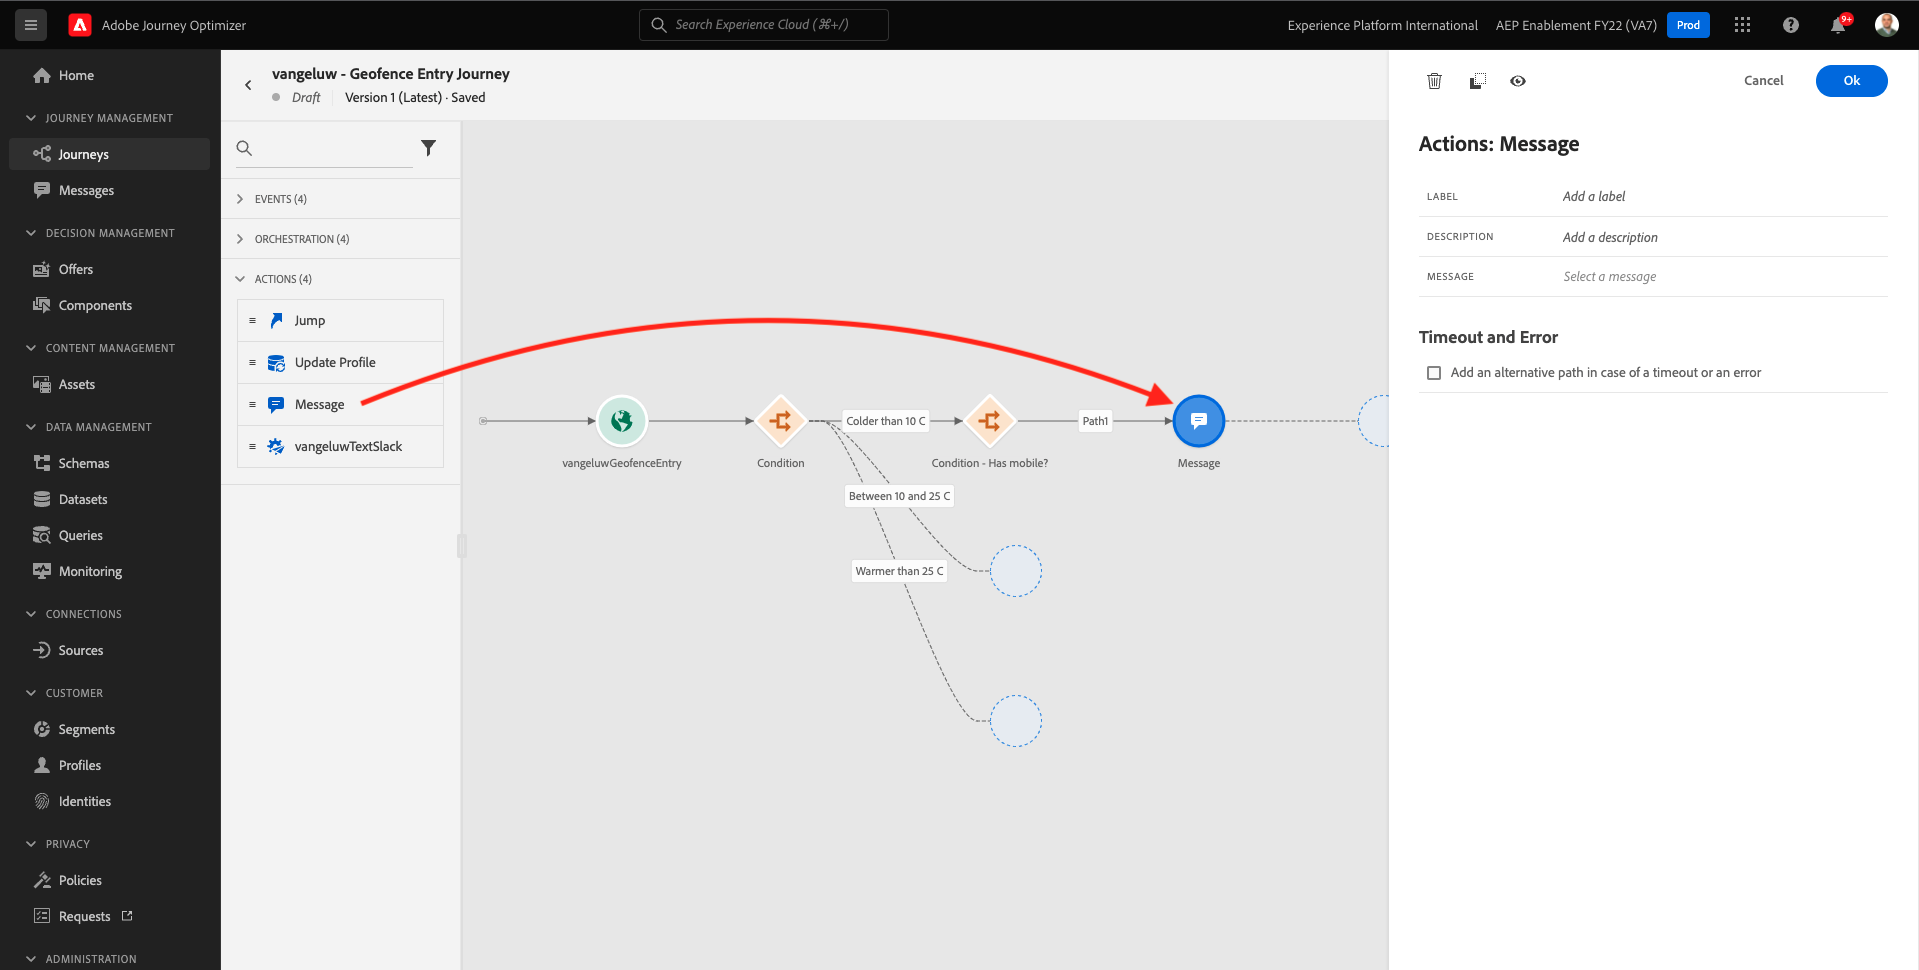 Adobe Journey Optimizer
Search Experience Cloud (⌘+/)
Experience Platform International
AEP Enablement FY22 (VA7)
Prod
9+
Home
JOURNEY MANAGEMENT
Journeys
Messages
DECISION MANAGEMENT
Offers
Components
CONTENT MANAGEMENT
Assets
DATA MANAGEMENT
Schemas
Datasets
Queries
Monitoring
CONNECTIONS
Sources
CUSTOMER
Segments
Profiles
Identities
PRIVACY
Policies
Requests
ADMINISTRATION
vangeluw - Geofence Entry Journey
Draft
Version 1 (Latest) · Saved
EVENTS (4)
ORCHESTRATION (4)
ACTIONS (4)
Jump
Update Profile
Message
vangeluwTextSlack
vangeluwGeofenceEntry
Condition
Colder than 10 C
Condition - Has mobile?
Path1
Message
Between 10 and 25 C
Warmer than 25 C
Cancel
Ok
Actions: Message
LABEL
Add a label
DESCRIPTION
Add a description
MESSAGE
Select a message
Timeout and Error
Add an alternative path in case of a timeout or an error